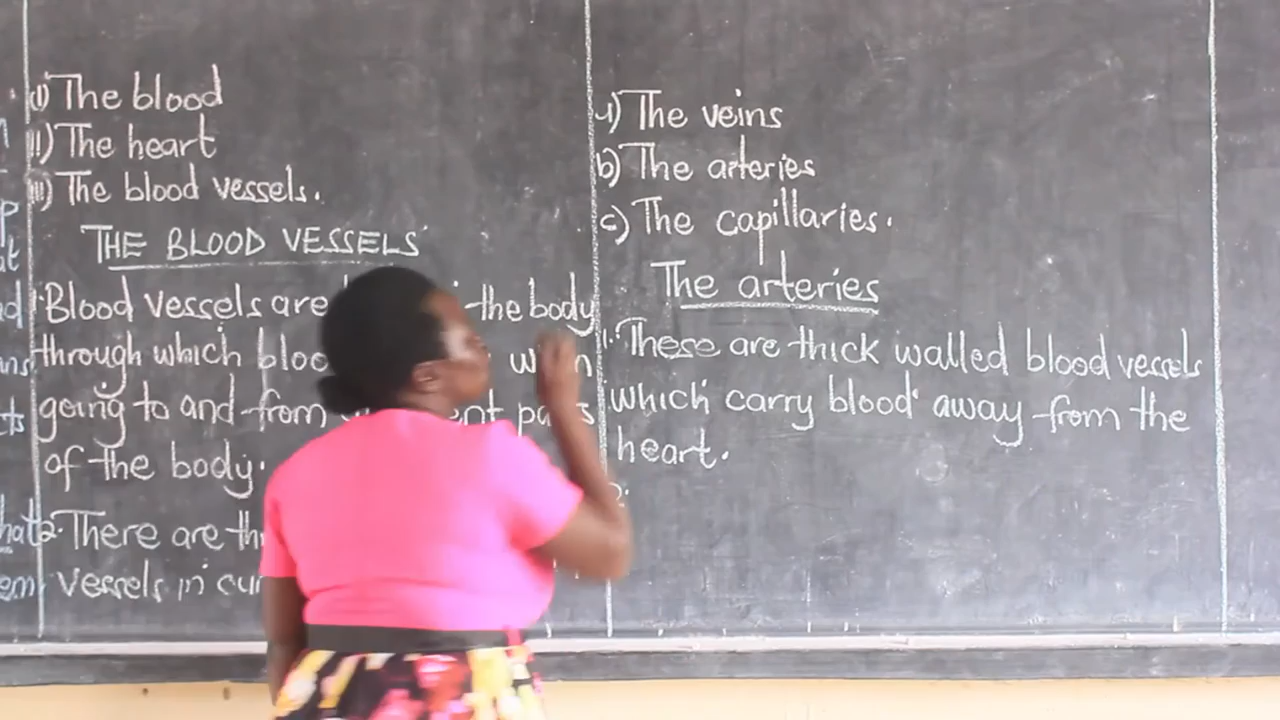 i) The blood
ii) The heart
iii) The blood vessels.
THE BLOOD VESSELS
Blood vessels are the body
through which
going to and from
of the body.
2. There are
vessels in
a) The veins
b) The arteries
c) The capillaries.
The arteries
1. These are thick walled blood vessels
which carry blood away from the
heart.
2.